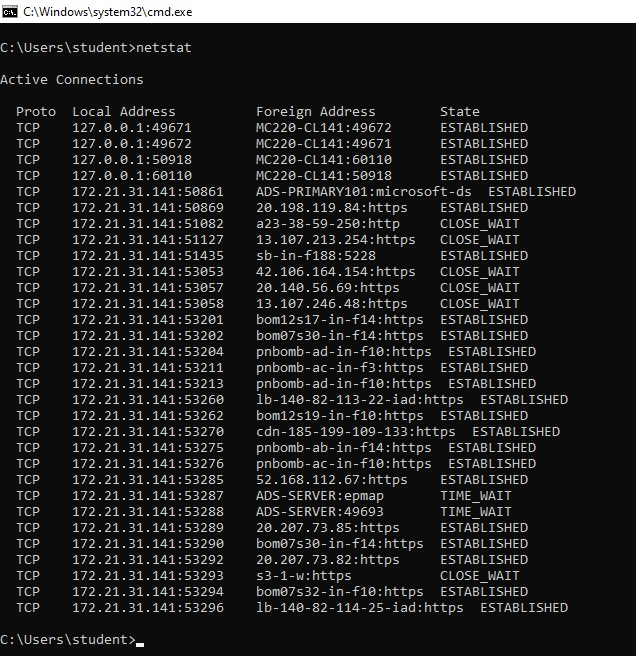 C:\Windows\system32\cmd.exe
C:\Users\student>netstat
Active Connections
Proto  Local Address          Foreign Address        State
TCP    127.0.0.1:49671        MC220-CL141:49672      ESTABLISHED
TCP    127.0.0.1:49672        MC220-CL141:49671      ESTABLISHED
TCP    127.0.0.1:50918        MC220-CL141:60110      ESTABLISHED
TCP    127.0.0.1:60110        MC220-CL141:50918      ESTABLISHED
TCP    172.21.31.141:50861    ADS-PRIMARY101:microsoft-ds  ESTABLISHED
TCP    172.21.31.141:50869    20.198.119.84:https    ESTABLISHED
TCP    172.21.31.141:51082    a23-38-59-250:http     CLOSE_WAIT
TCP    172.21.31.141:51127    13.107.213.254:https   CLOSE_WAIT
TCP    172.21.31.141:51435    sb-in-f188:5228        ESTABLISHED
TCP    172.21.31.141:53053    42.106.164.154:https   CLOSE_WAIT
TCP    172.21.31.141:53057    20.140.56.69:https     CLOSE_WAIT
TCP    172.21.31.141:53058    13.107.246.48:https    CLOSE_WAIT
TCP    172.21.31.141:53201    bom12s17-in-f14:https  ESTABLISHED
TCP    172.21.31.141:53202    bom07s30-in-f14:https  ESTABLISHED
TCP    172.21.31.141:53204    pnbomb-ad-in-f10:https  ESTABLISHED
TCP    172.21.31.141:53211    pnbomb-ac-in-f3:https  ESTABLISHED
TCP    172.21.31.141:53213    pnbomb-ad-in-f10:https  ESTABLISHED
TCP    172.21.31.141:53260    lb-140-82-113-22-iad:https  ESTABLISHED
TCP    172.21.31.141:53262    bom12s19-in-f10:https  ESTABLISHED
TCP    172.21.31.141:53270    cdn-185-199-109-133:https  ESTABLISHED
TCP    172.21.31.141:53275    pnbomb-ab-in-f14:https  ESTABLISHED
TCP    172.21.31.141:53276    pnbomb-ac-in-f10:https  ESTABLISHED
TCP    172.21.31.141:53285    52.168.112.67:https    ESTABLISHED
TCP    172.21.31.141:53287    ADS-SERVER:epmap       TIME_WAIT
TCP    172.21.31.141:53288    ADS-SERVER:49693       TIME_WAIT
TCP    172.21.31.141:53289    20.207.73.85:https     ESTABLISHED
TCP    172.21.31.141:53290    bom07s30-in-f14:https  ESTABLISHED
TCP    172.21.31.141:53292    20.207.73.82:https     ESTABLISHED
TCP    172.21.31.141:53293    s3-1-w:https           CLOSE_WAIT
TCP    172.21.31.141:53294    bom07s32-in-f10:https  ESTABLISHED
TCP    172.21.31.141:53296    lb-140-82-114-25-iad:https  ESTABLISHED
C:\Users\student>